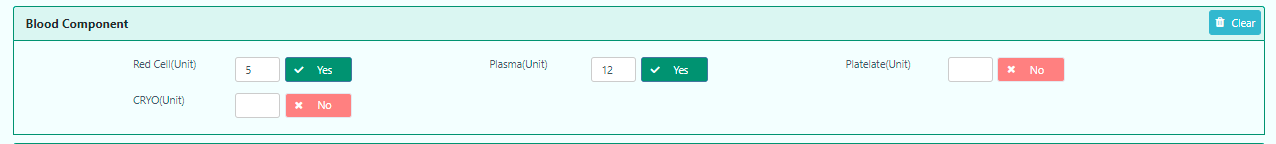 Blood Component
Clear
Red Cell(Unit) 5 Yes Plasma(Unit) 12 Yes Platelate(Unit) No
CRYO(Unit) No